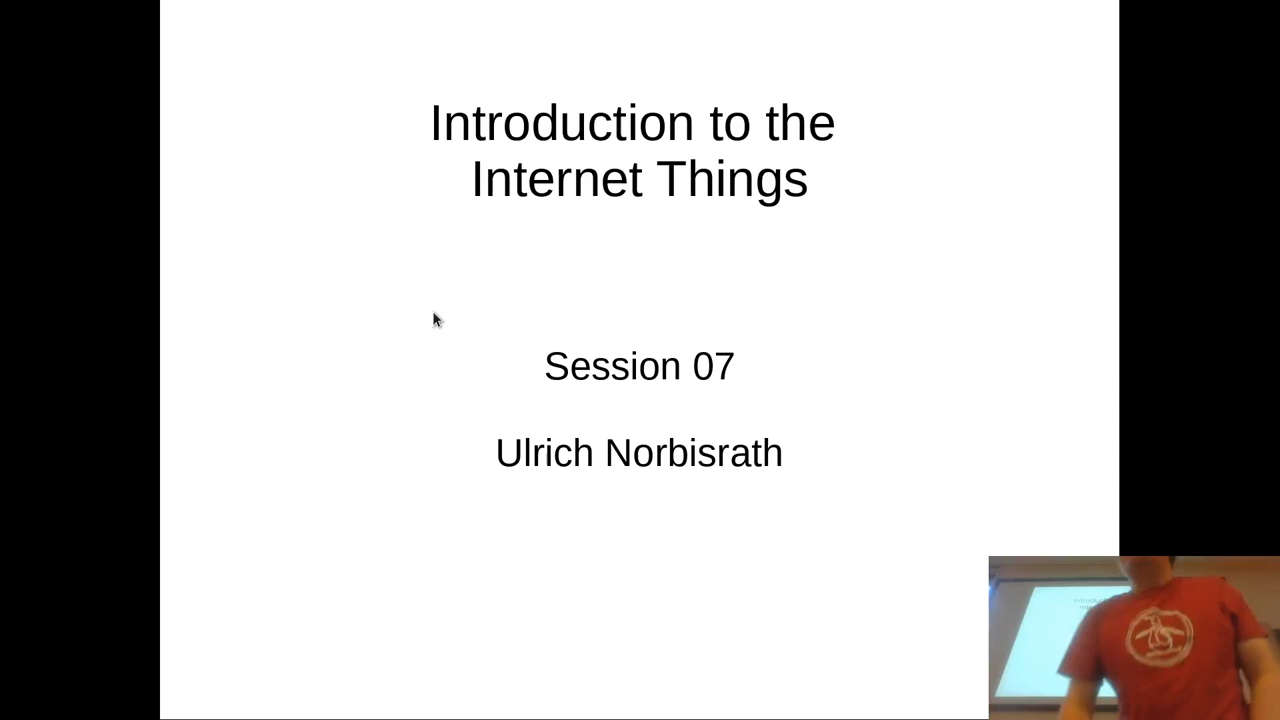 Introduction to the
Internet Things
Session 07
Ulrich Norbisrath